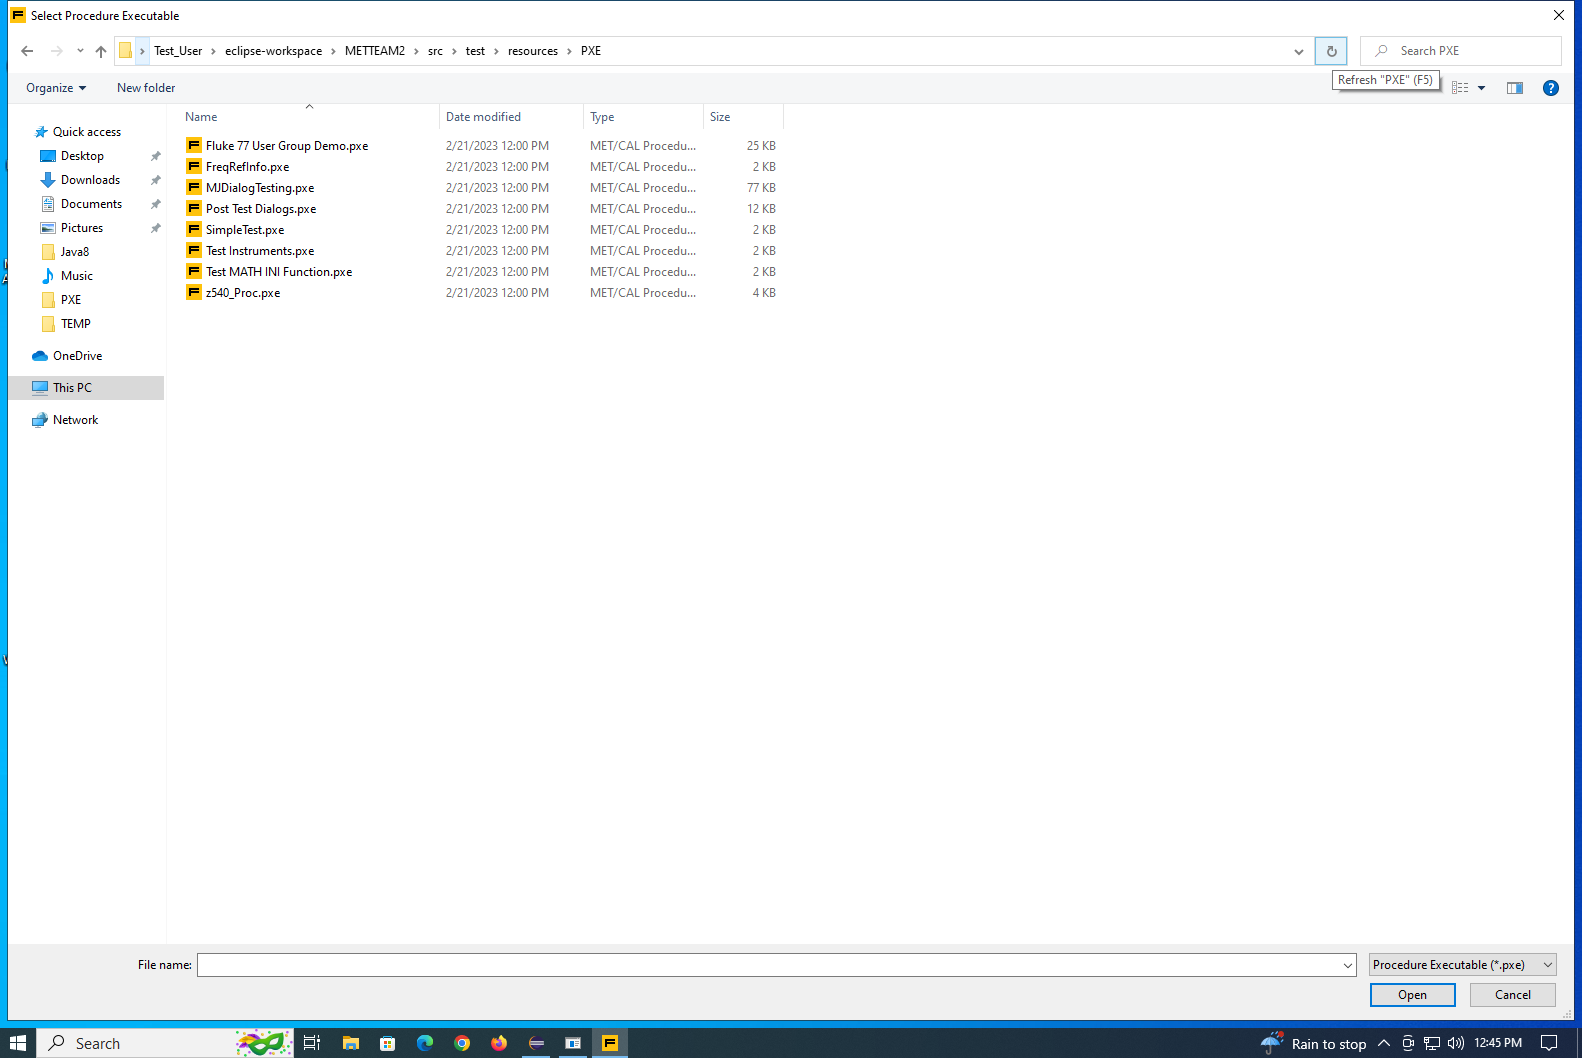 Select Procedure Executable
Test_User eclipse-workspace METTEAM2 src test resources PXE
Search PXE
Refresh "PXE" (F5)
Organize New folder
Name Date modified Type Size
Quick access
Desktop
Downloads
Documents
Pictures
Java8
Music
PXE
TEMP
OneDrive
This PC
Network
Fluke 77 User Group Demo.pxe 2/21/2023 12:00 PM MET/CAL Procedu... 25 KB
FreqRefInfo.pxe 2/21/2023 12:00 PM MET/CAL Procedu... 2 KB
MJDialogTesting.pxe 2/21/2023 12:00 PM MET/CAL Procedu... 77 KB
Post Test Dialogs.pxe 2/21/2023 12:00 PM MET/CAL Procedu... 12 KB
SimpleTest.pxe 2/21/2023 12:00 PM MET/CAL Procedu... 2 KB
Test Instruments.pxe 2/21/2023 12:00 PM MET/CAL Procedu... 2 KB
Test MATH INI Function.pxe 2/21/2023 12:00 PM MET/CAL Procedu... 2 KB
z540_Proc.pxe 2/21/2023 12:00 PM MET/CAL Procedu... 4 KB
File name:
Procedure Executable (*.pxe)
Open Cancel
Search
Rain to stop 12:45 PM